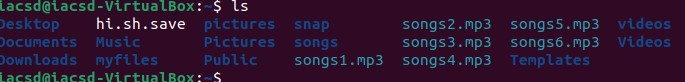 iacsd@iacsd-VirtualBox:~$ ls
Desktop hi.sh.save pictures snap songs2.mp3 songs5.mp3 videos
Documents Music Pictures songs songs3.mp3 songs6.mp3 Videos
Downloads myfiles Public songs1.mp3 songs4.mp3 Templates
iacsd@iacsd-VirtualBox:~$